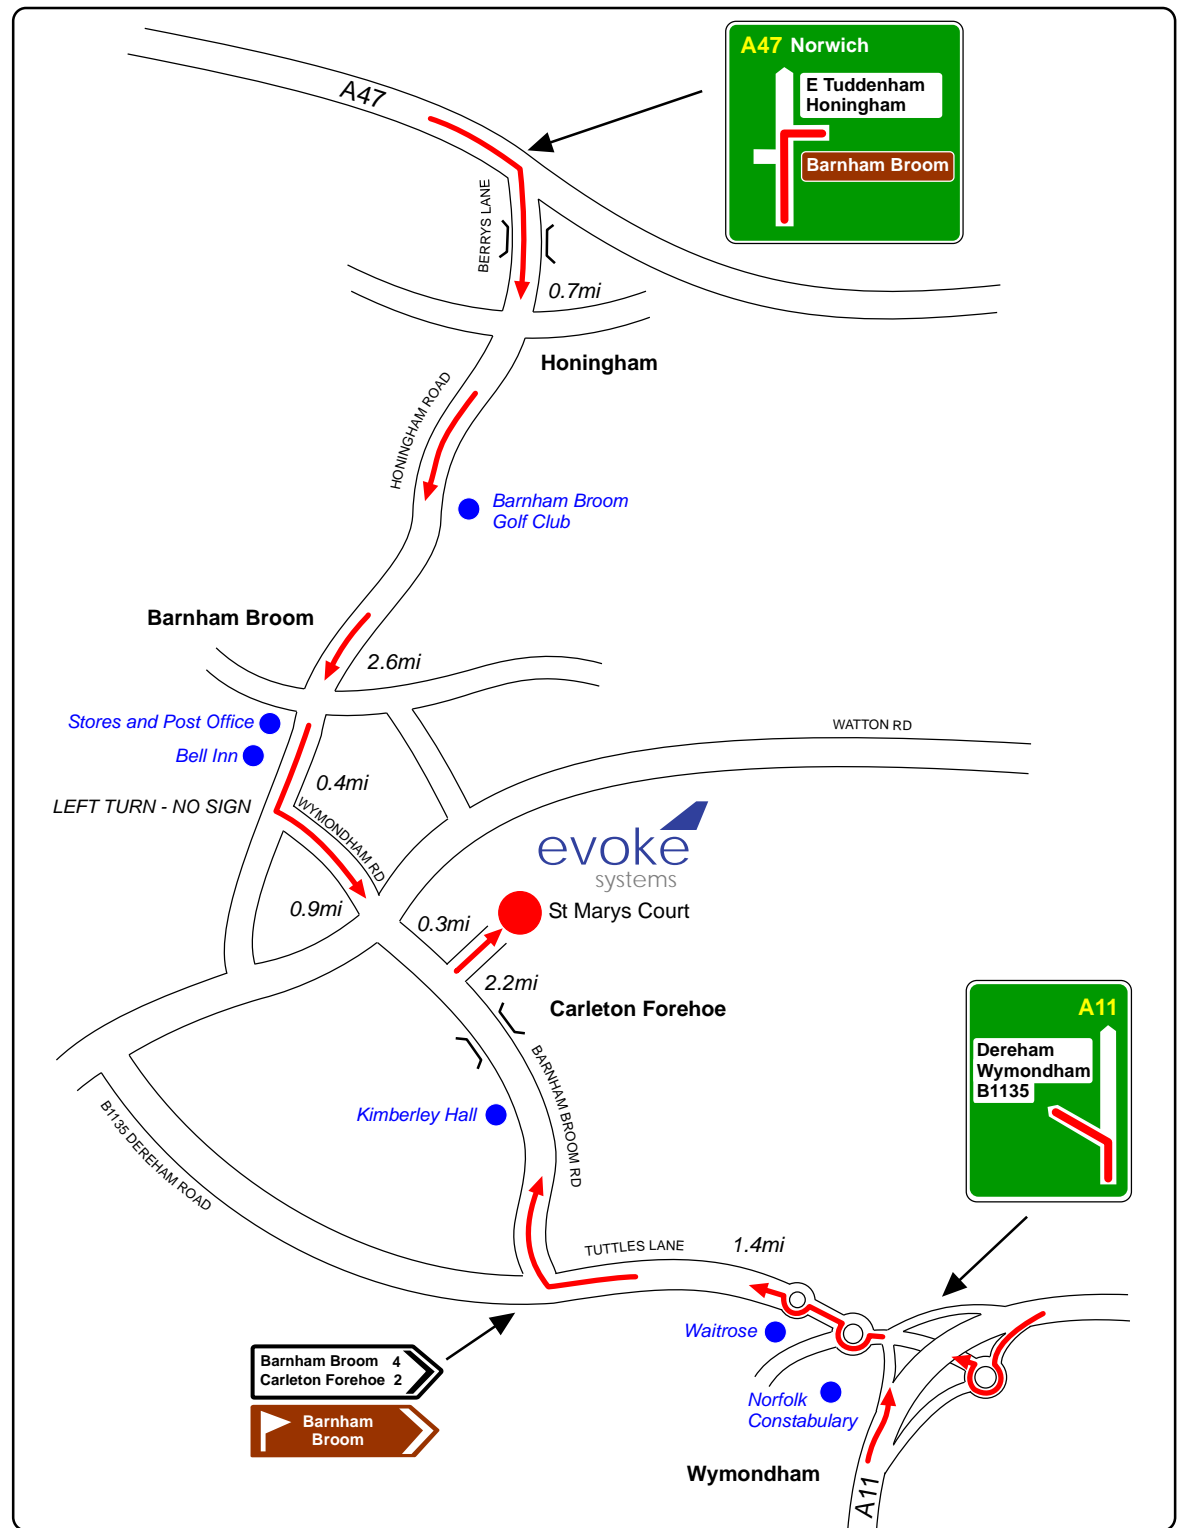 A47 Norwich
E Tuddenham
Honingham
Barnham Broom
A47
BERRYS LANE
0.7mi
Honingham
HONINGHAM ROAD
Barnham Broom
Golf Club
Barnham Broom
2.6mi
Stores and Post Office
Bell Inn
WATTON RD
0.4mi
LEFT TURN - NO SIGN
WYMONDHAM RD
evoke
systems
0.9mi
0.3mi
St Marys Court
2.2mi
Carleton Forehoe
A11
Dereham
Wymondham
B1135
BARNHAM BROOM RD
Kimberley Hall
B1135 DEREHAM ROAD
TUTTLES LANE
1.4mi
Waitrose
Barnham Broom 4
Carleton Forehoe 2
Barnham
Broom
Norfolk
Constabulary
Wymondham
A11